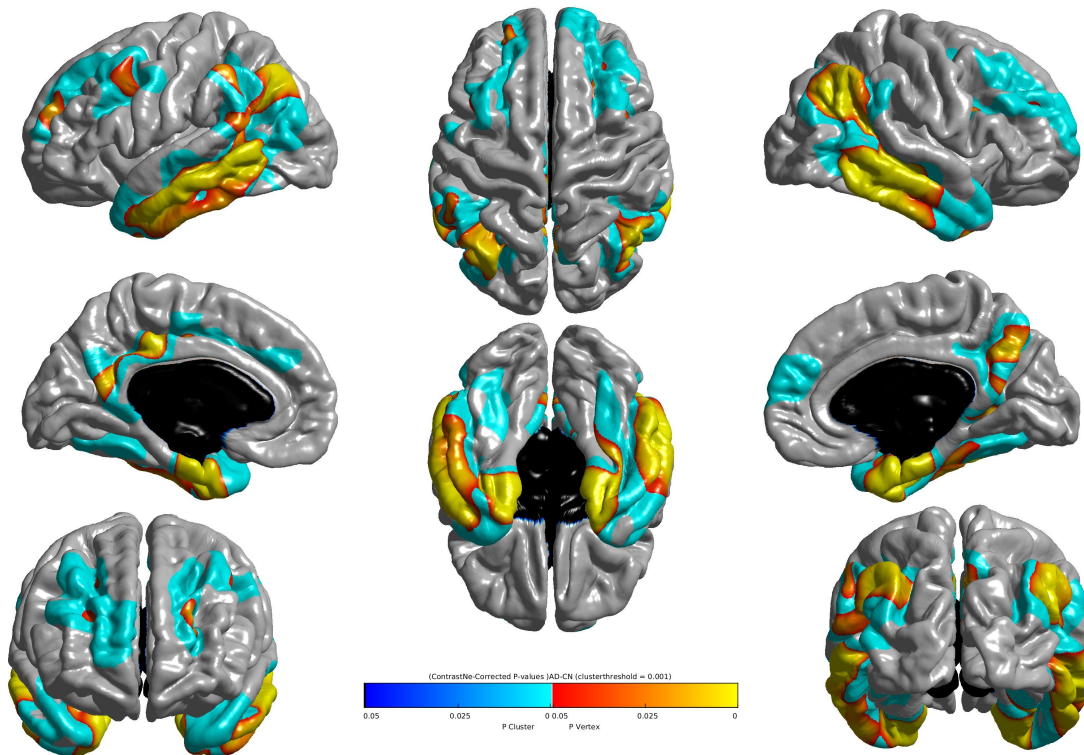 (ContrastNe-Corrected P-values )AD-CN (clusterthreshold = 0.001)
0.05 0.025 0 0.05 0.025 0
P Cluster P Vertex